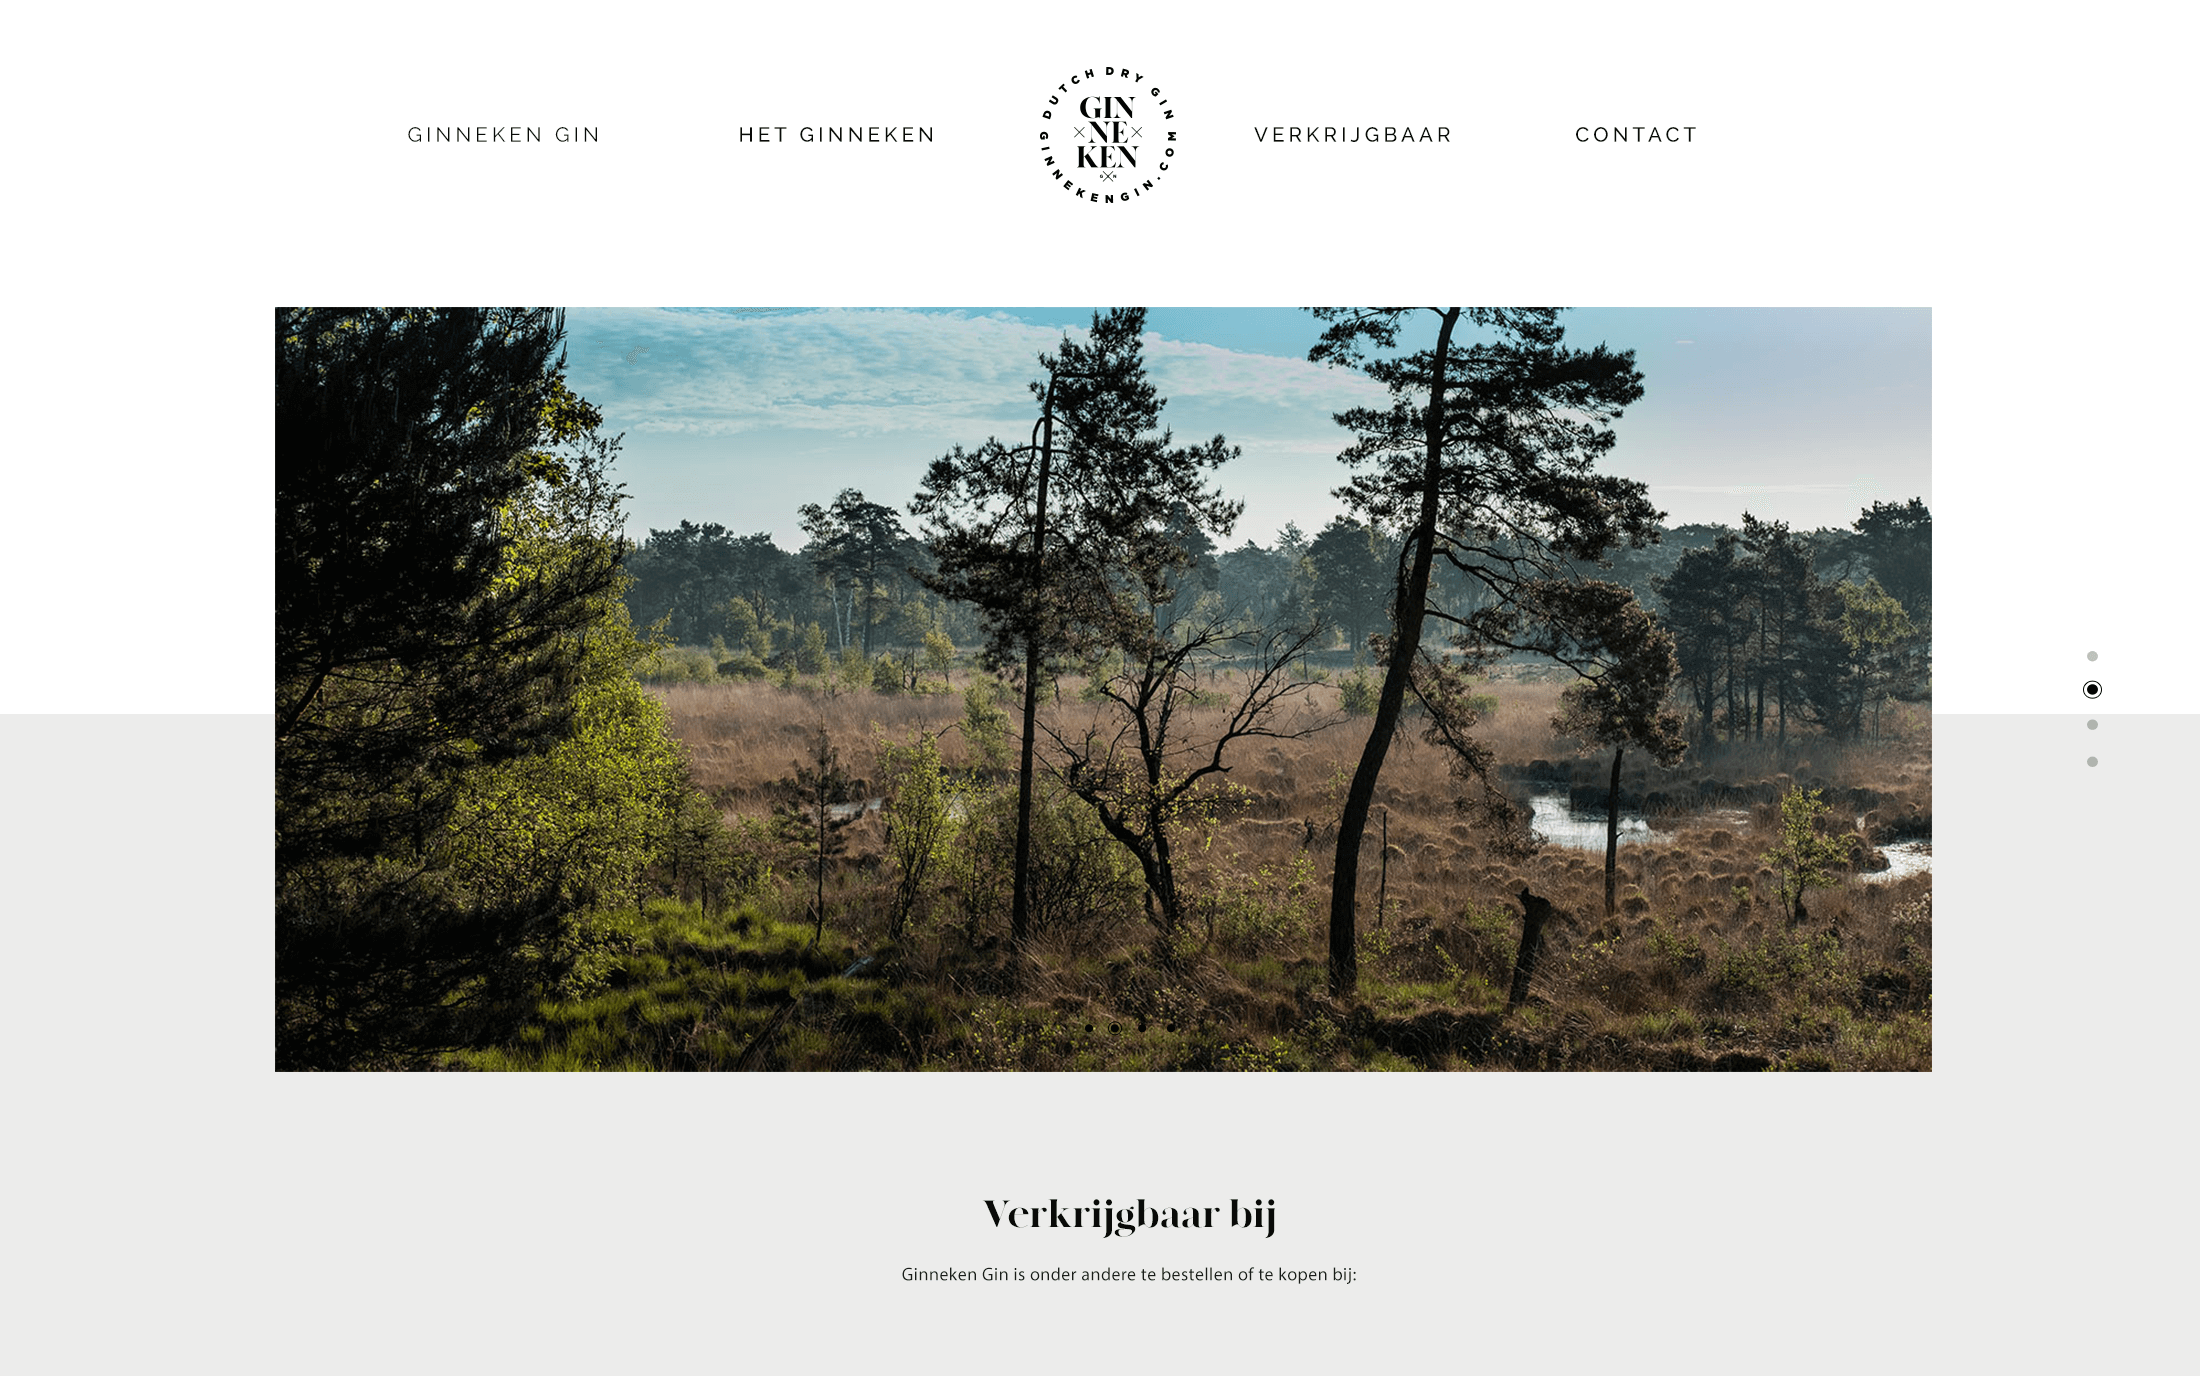 GINNEKEN GIN
HET GINNEKEN
DUTCH DRY GIN
GINNEKENGIN.COM
GIN
×NE×
KEN
G N
VERKRIJGBAAR
CONTACT
Verkrijgbaar bij
Ginneken Gin is onder andere te bestellen of te kopen bij: